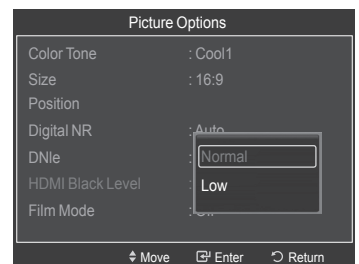 Picture Options
Color Tone : Cool1
Size : 16:9
Position
Digital NR : Auto
DNIe :
Normal
HDMI Black Level
Low
Film Mode : Off
Move Enter Return